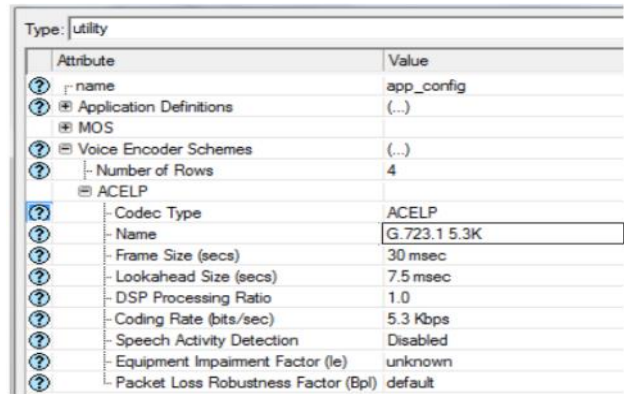 Type: utility
Attribute Value
name app_config
Application Definitions (...)
MOS
Voice Encoder Schemes (...)
Number of Rows 4
ACELP
Codec Type ACELP
Name G.723.1 5.3K
Frame Size (secs) 30 msec
Lookahead Size (secs) 7.5 msec
DSP Processing Ratio 1.0
Coding Rate (bits/sec) 5.3 Kbps
Speech Activity Detection Disabled
Equipment Impairment Factor (Ie) unknown
Packet Loss Robustness Factor (Bpl) default